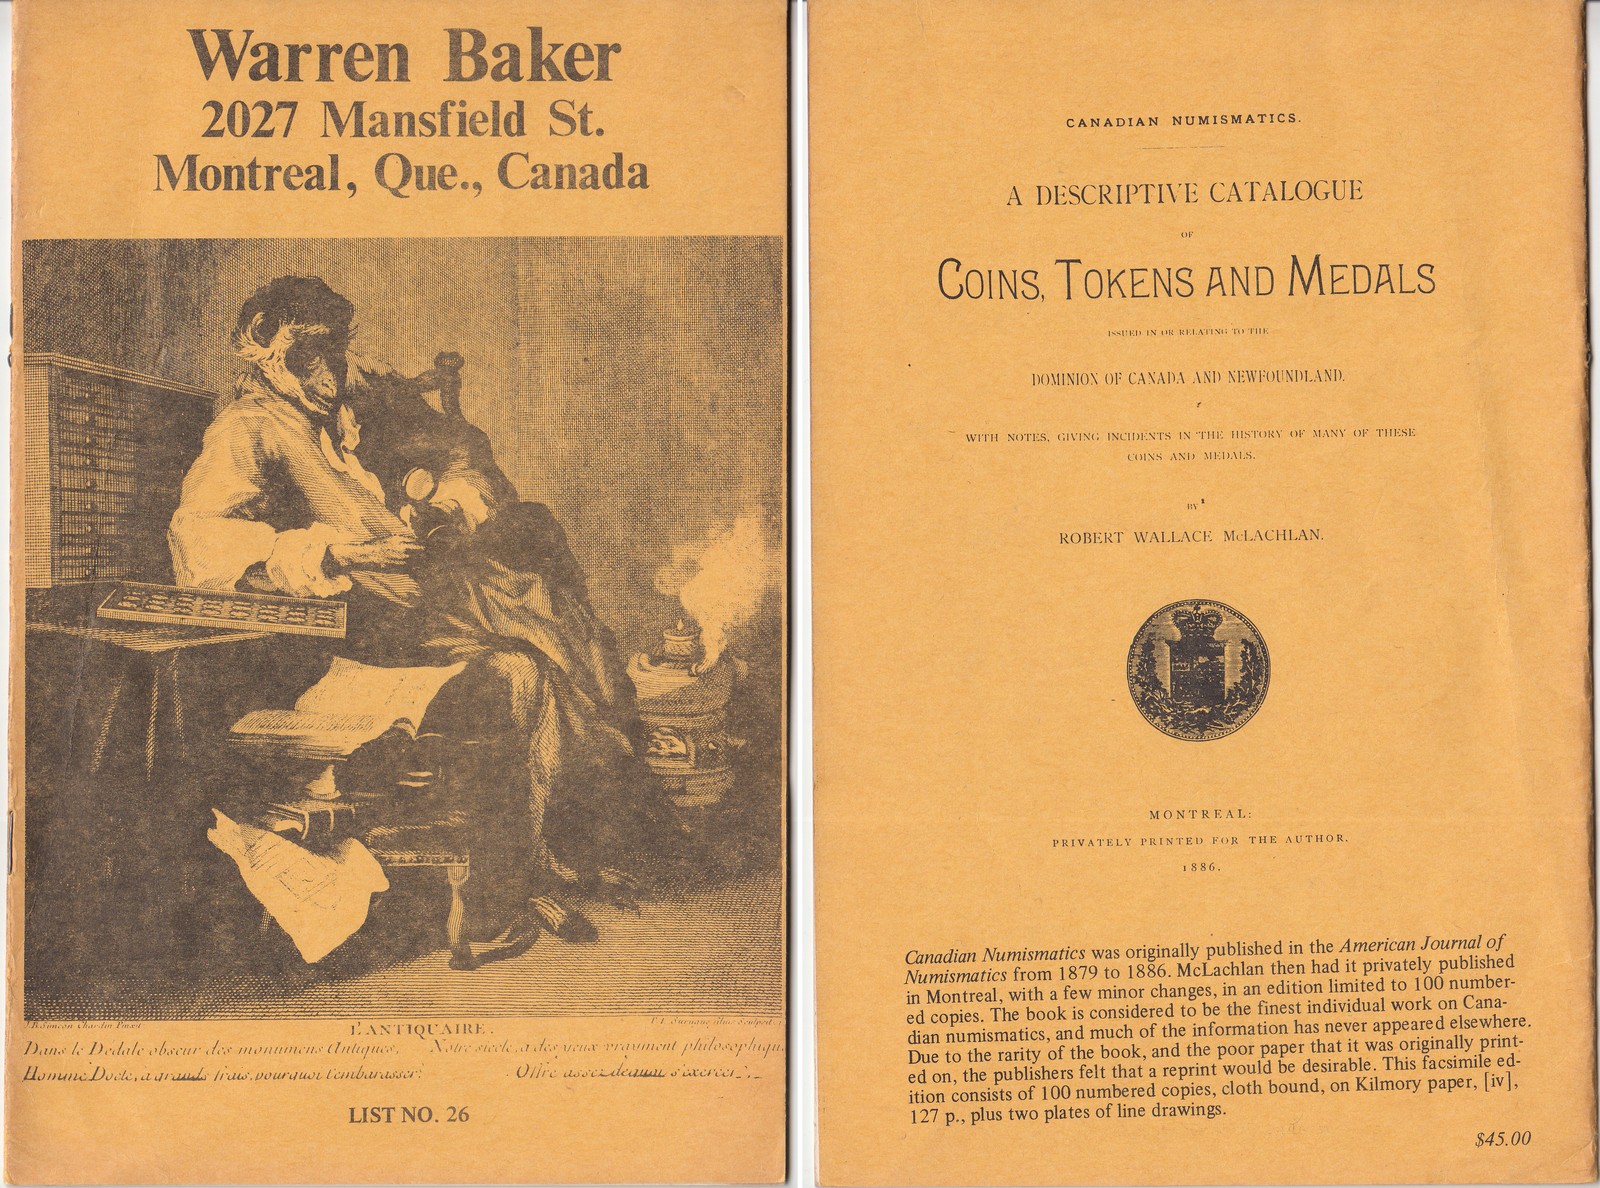 Warren Baker
2027 Mansfield St.
Montreal, Que., Canada
J. B. Simeon Chardin Pinxit
L'ANTIQUAIRE.
P. L. Surugue filius Sculpsit
Dans le Dédale obscur des monumens Antiques,
Notre siecle, a des yeux vraiment philosophique
Homme Docte, a grands frais, pourquoi t'embarasser?
Offre assez de s'exercer.
LIST NO. 26
CANADIAN NUMISMATICS.
A DESCRIPTIVE CATALOGUE
OF
COINS, TOKENS AND MEDALS
ISSUED IN OR RELATING TO THE
DOMINION OF CANADA AND NEWFOUNDLAND.
WITH NOTES, GIVING INCIDENTS IN THE HISTORY OF MANY OF THESE
COINS AND MEDALS.
BY
ROBERT WALLACE McLACHLAN.
MONTREAL:
PRIVATELY PRINTED FOR THE AUTHOR.
1886.
Canadian Numismatics was originally published in the American Journal of
Numismatics from 1879 to 1886. McLachlan then had it privately published
in Montreal, with a few minor changes, in an edition limited to 100 number-
ed copies. The book is considered to be the finest individual work on Cana-
dian numismatics, and much of the information has never appeared elsewhere.
Due to the rarity of the book, and the poor paper that it was originally print-
ed on, the publishers felt that a reprint would be desirable. This facsimile ed-
ition consists of 100 numbered copies, cloth bound, on Kilmory paper, [iv],
127 p., plus two plates of line drawings.
$45.00